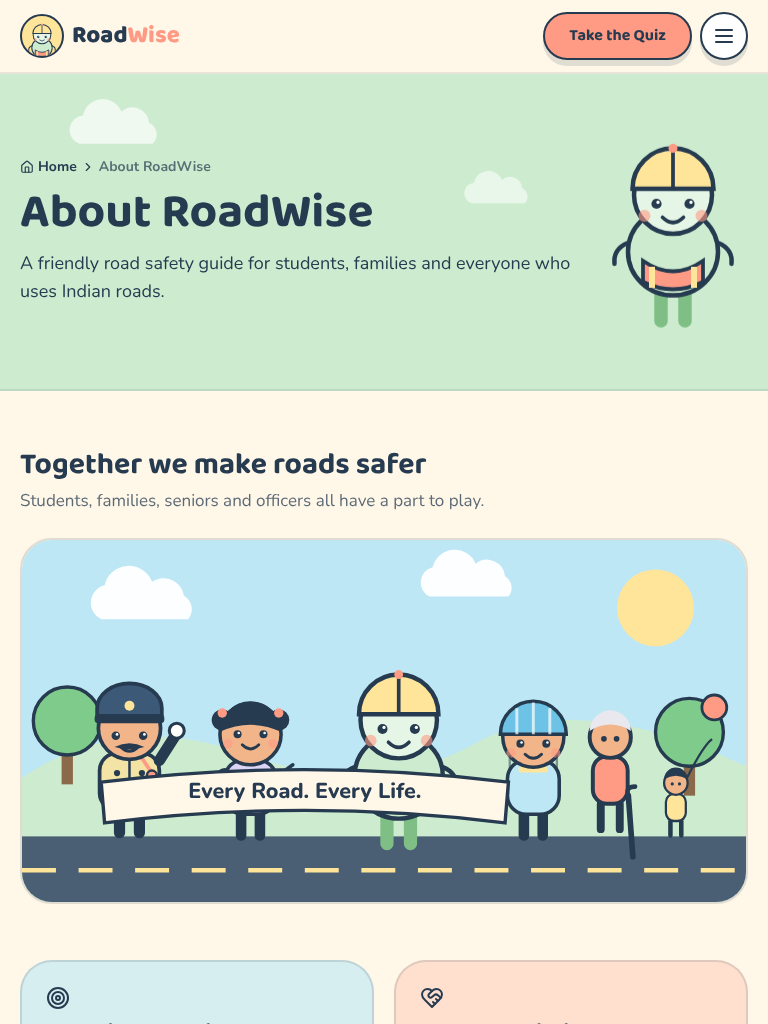 RoadWise
Take the Quiz
Home > About RoadWise
About RoadWise
A friendly road safety guide for students, families and everyone who
uses Indian roads.
Together we make roads safer
Students, families, seniors and officers all have a part to play.
Every Road. Every Life.